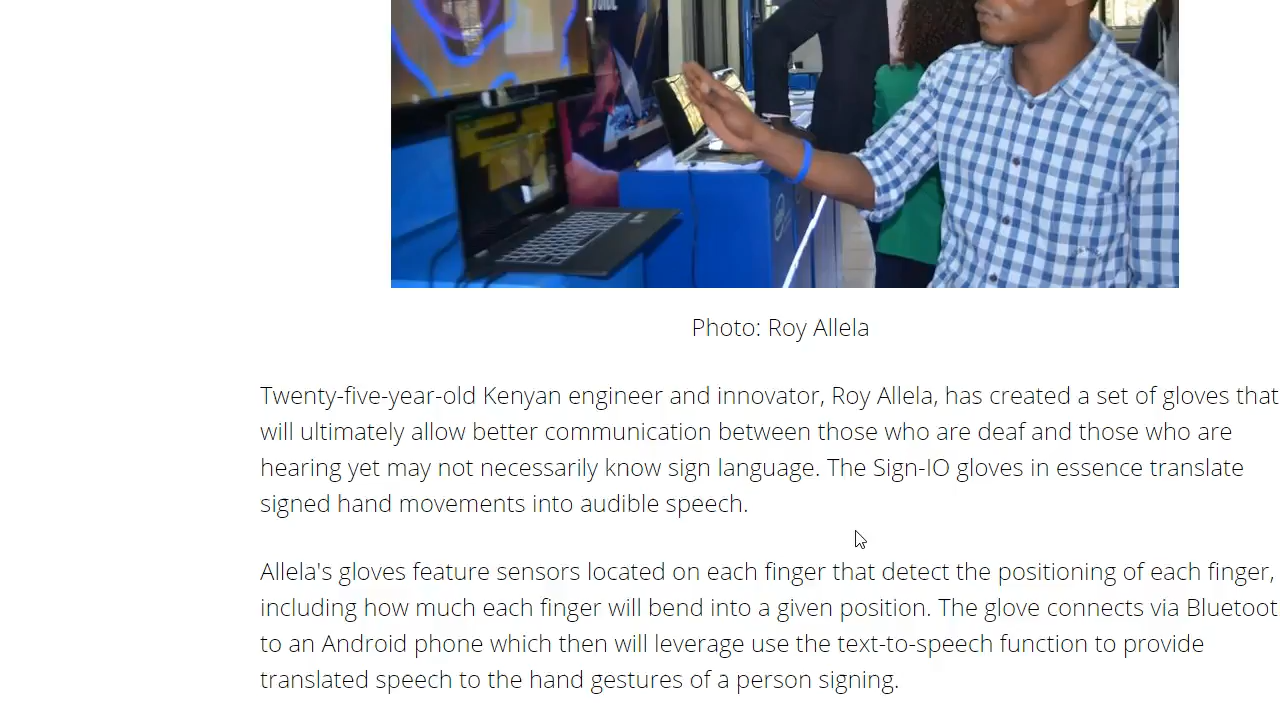 Photo: Roy Allela
Twenty-five-year-old Kenyan engineer and innovator, Roy Allela, has created a set of gloves that
will ultimately allow better communication between those who are deaf and those who are
hearing yet may not necessarily know sign language. The Sign-IO gloves in essence translate
signed hand movements into audible speech.
Allela's gloves feature sensors located on each finger that detect the positioning of each finger,
including how much each finger will bend into a given position. The glove connects via Bluetoot
to an Android phone which then will leverage use the text-to-speech function to provide
translated speech to the hand gestures of a person signing.